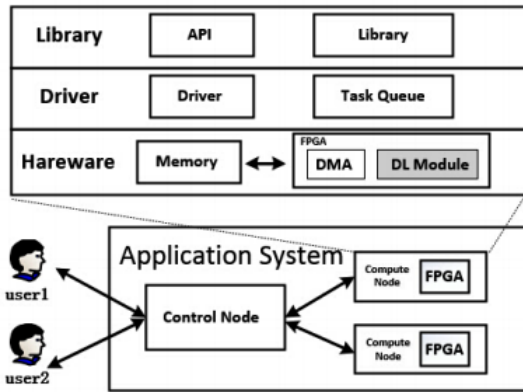 Library API Library
Driver Driver Task Queue
FPGA
Hareware Memory DMA DL Module
Application System
user1
Control Node
Compute Node FPGA
user2
Compute Node FPGA